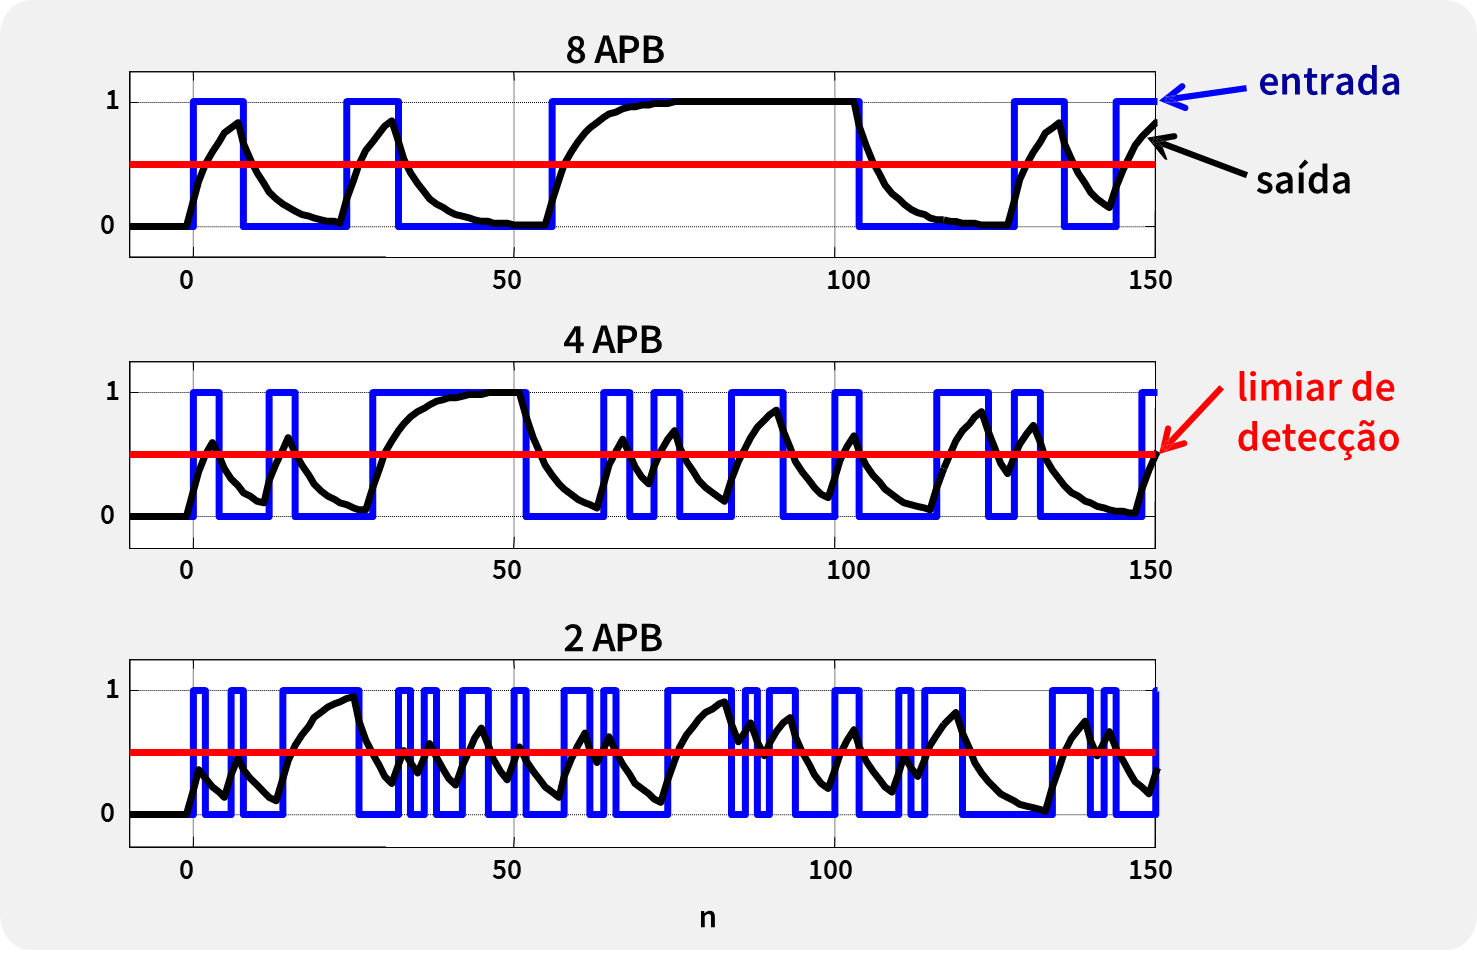 8 APB
1
entrada
saída
0
0 50 100 150
4 APB
1
limiar de
detecção
0
0 50 100 150
2 APB
1
0
0 50 100 150
n